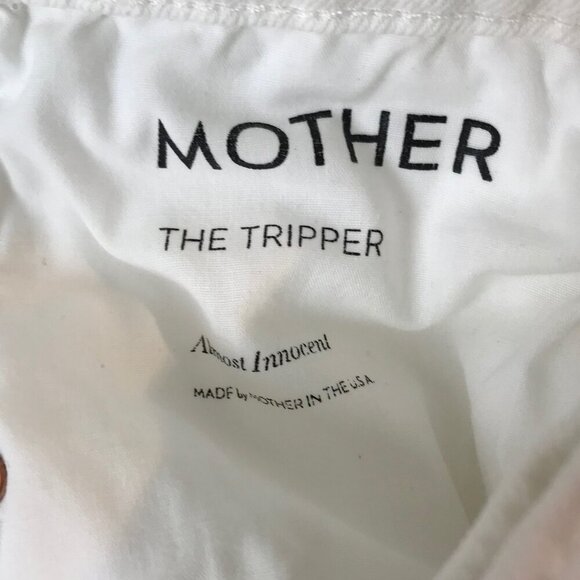 MOTHER
THE TRIPPER
Almost Innocent
MADE by MOTHER IN THE U.S.A.